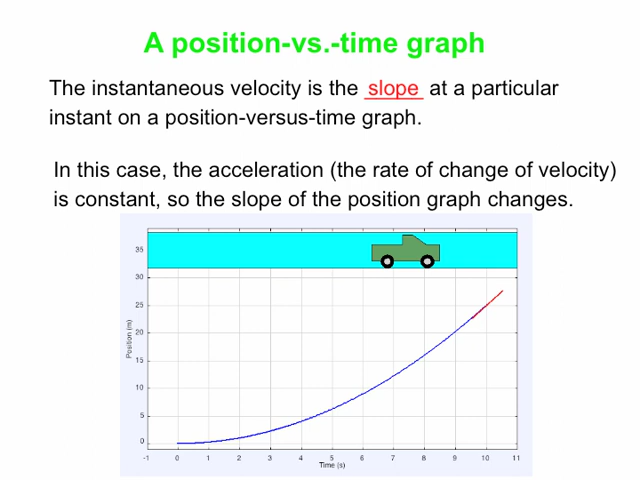 A position-vs.-time graph
The instantaneous velocity is the slope at a particular
instant on a position-versus-time graph.
In this case, the acceleration (the rate of change of velocity)
is constant, so the slope of the position graph changes.
35
30
25
20
15
10
5
0
Position (m)
-1 0 1 2 3 4 5 6 7 8 9 10 11
Time (s)